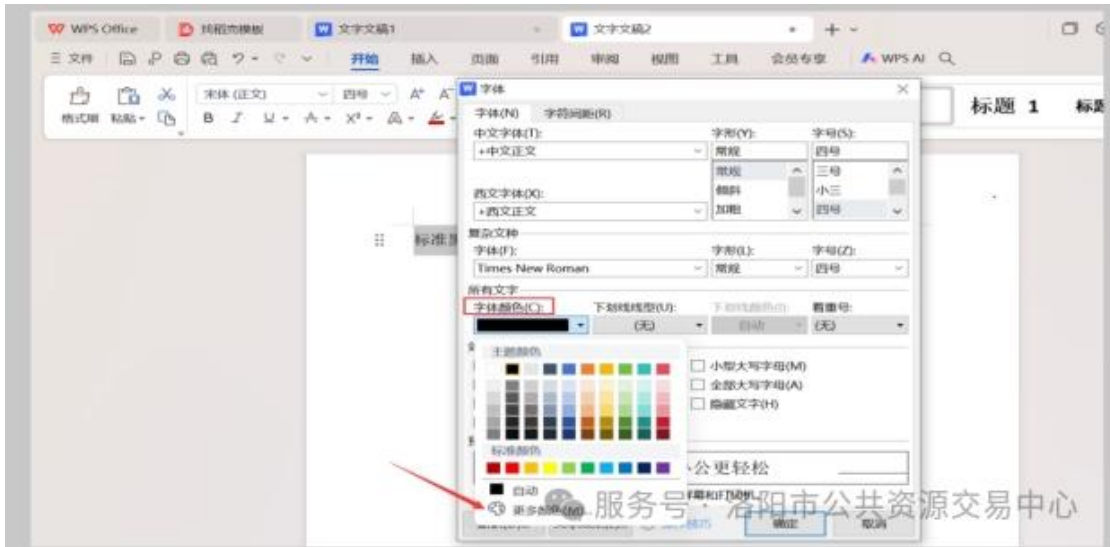 WPS Office 找稻壳模板 文字文稿1 文字文稿2
文件 开始 插入 页面 引用 审阅 视图 工具 会员专享 WPS AI
格式刷 粘贴 宋体 (正文) 四号 标题 1
B I U A X²
标准
字体
字体(N) 字符间距(R)
中文字体(T): 字形(Y): 字号(S):
+中文正文 常规 四号
常规 三号
倾斜 小三
西文字体(X):
+西文正文 加粗 四号
复杂文种
字体(F): 字形(L): 字号(Z):
Times New Roman 常规 四号
所有文字
字体颜色(C): 下划线线型(U): 下划线颜色(I): 着重号:
(无) 自动 (无)
主题颜色
小型大写字母(M)
全部大写字母(A)
隐藏文字(H)
标准颜色
公更轻松
自动
更多颜色(M)...
服务号 · 洛阳市公共资源交易中心
确定 取消